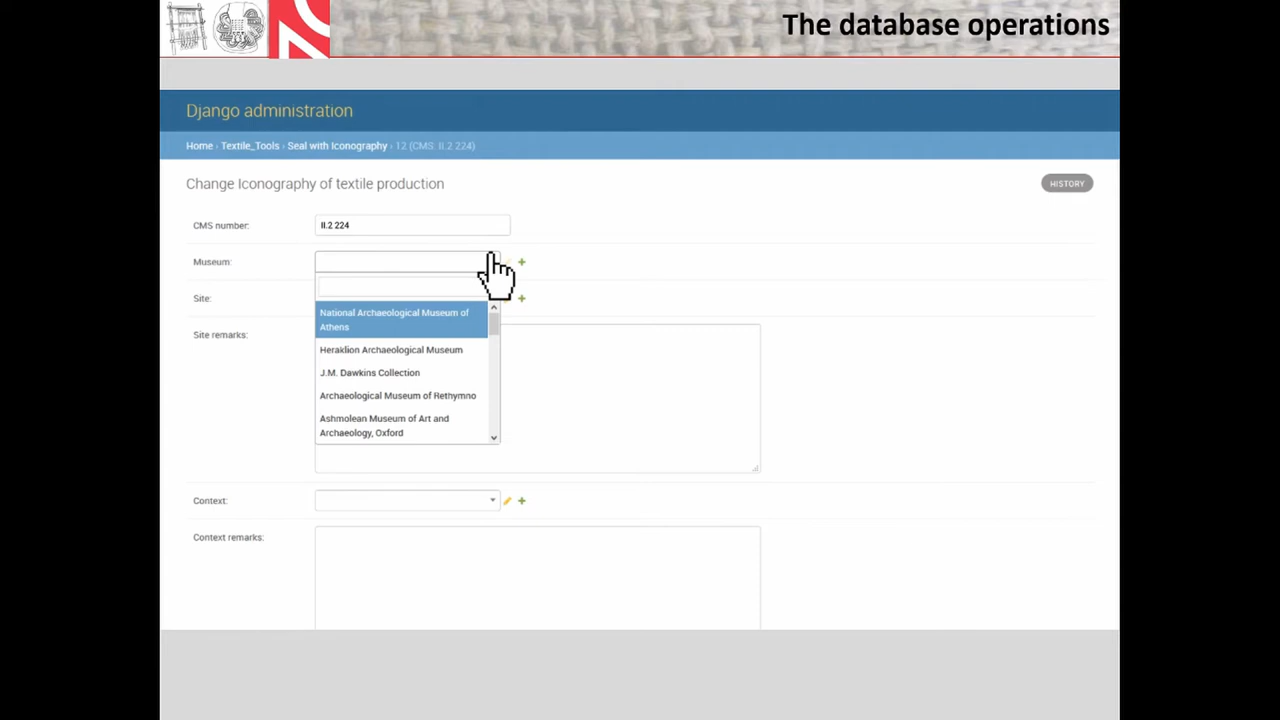 The database operations
Django administration
Home › Textile_Tools › Seal with Iconography › 12 (CMS: II.2 224)
Change Iconography of textile production
HISTORY
CMS number:
II.2 224
Museum:
Site:
National Archaeological Museum of
Athens
Site remarks:
Heraklion Archaeological Museum
J.M. Dawkins Collection
Archaeological Museum of Rethymno
Ashmolean Museum of Art and
Archaeology, Oxford
Context:
Context remarks: